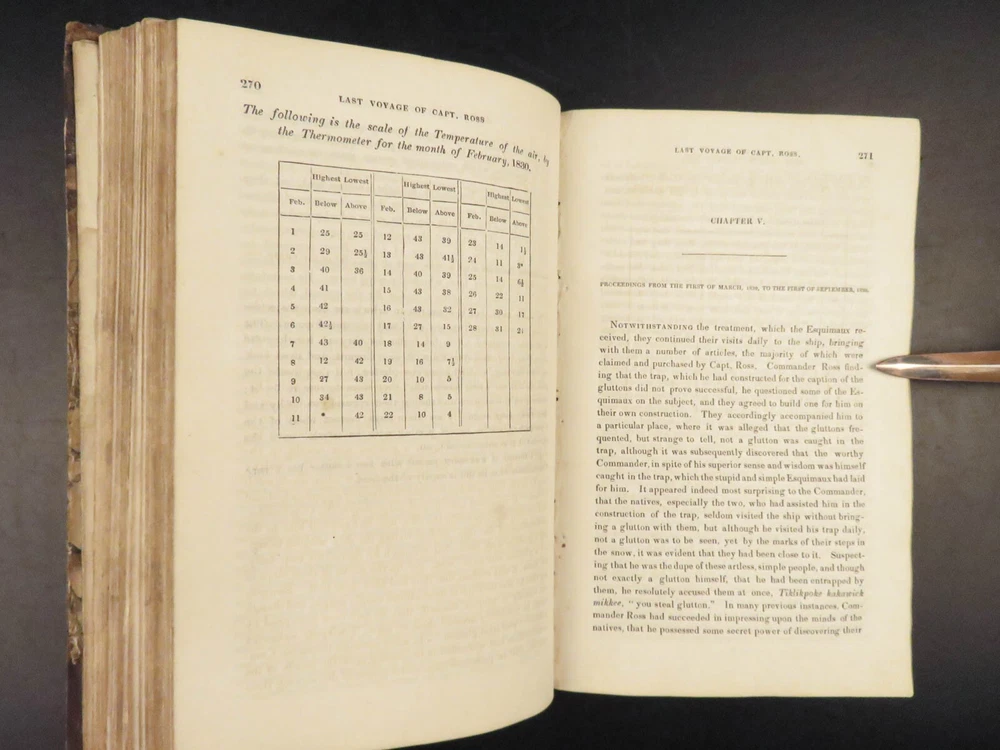 270
LAST VOYAGE OF CAPT. ROSS
The following is the scale of the Temperature of the air, by
the Thermometer for the month of February, 1830.
Highest Lowest Highest Lowest Highest Lowest
Feb. Below Above Feb. Below Above Feb. Below Above
1 25 25 12 43 39 23 14 1½
2 29 25½ 13 43 41½ 24 11 3*
3 40 36 14 40 39 25 14 6½
4 41 15 43 38 26 22 11
5 42 16 43 32 27 30 17
6 42½ 17 27 15 28 31 21
7 43 40 18 14 9
8 12 42 19 16 7½
9 27 43 20 10 5
10 34 43 21 8 5
11 * 42 22 10 4
LAST VOYAGE OF CAPT. ROSS.
271
CHAPTER V.
PROCEEDINGS FROM THE FIRST OF MARCH, 1830, TO THE FIRST OF SEPTEMBER, 1830.
NOTWITHSTANDING the treatment, which the Esquimaux re-
ceived, they continued their visits daily to the ship, bringing
with them a number of articles, the majority of which were
claimed and purchased by Capt. Ross. Commander Ross find-
ing that the trap, which he had constructed for the caption of the
gluttons did not prove successful, he questioned some of the Es-
quimaux on the subject, and they agreed to build one for him on
their own construction. They accordingly accompanied him to
a particular place, where it was alleged that the gluttons fre-
quented, but strange to tell, not a glutton was caught in the
trap, although it was subsequently discovered that the worthy
Commander, in spite of his superior sense and wisdom was himself
caught in the trap, which the stupid and simple Esquimaux had laid
for him. It appeared indeed most surprising to the Commander,
that the natives, especially the two, who had assisted him in the
construction of the trap, seldom visited the ship without bring-
ing a glutton with them, but although he visited his trap daily,
not a glutton was to be seen, yet by the marks of their steps in
the snow, it was evident that they had been close to it. Suspect-
ing that he was the dupe of these artless, simple people, and though
not exactly a glutton himself, that he had been entrapped by
them, he resolutely accused them at once, Tiklikpoke kakawick
mikkee, "you steal glutton." In many previous instances, Com-
mander Ross had succeeded in impressing upon the minds of the
natives, that he possessed some secret power of discovering their